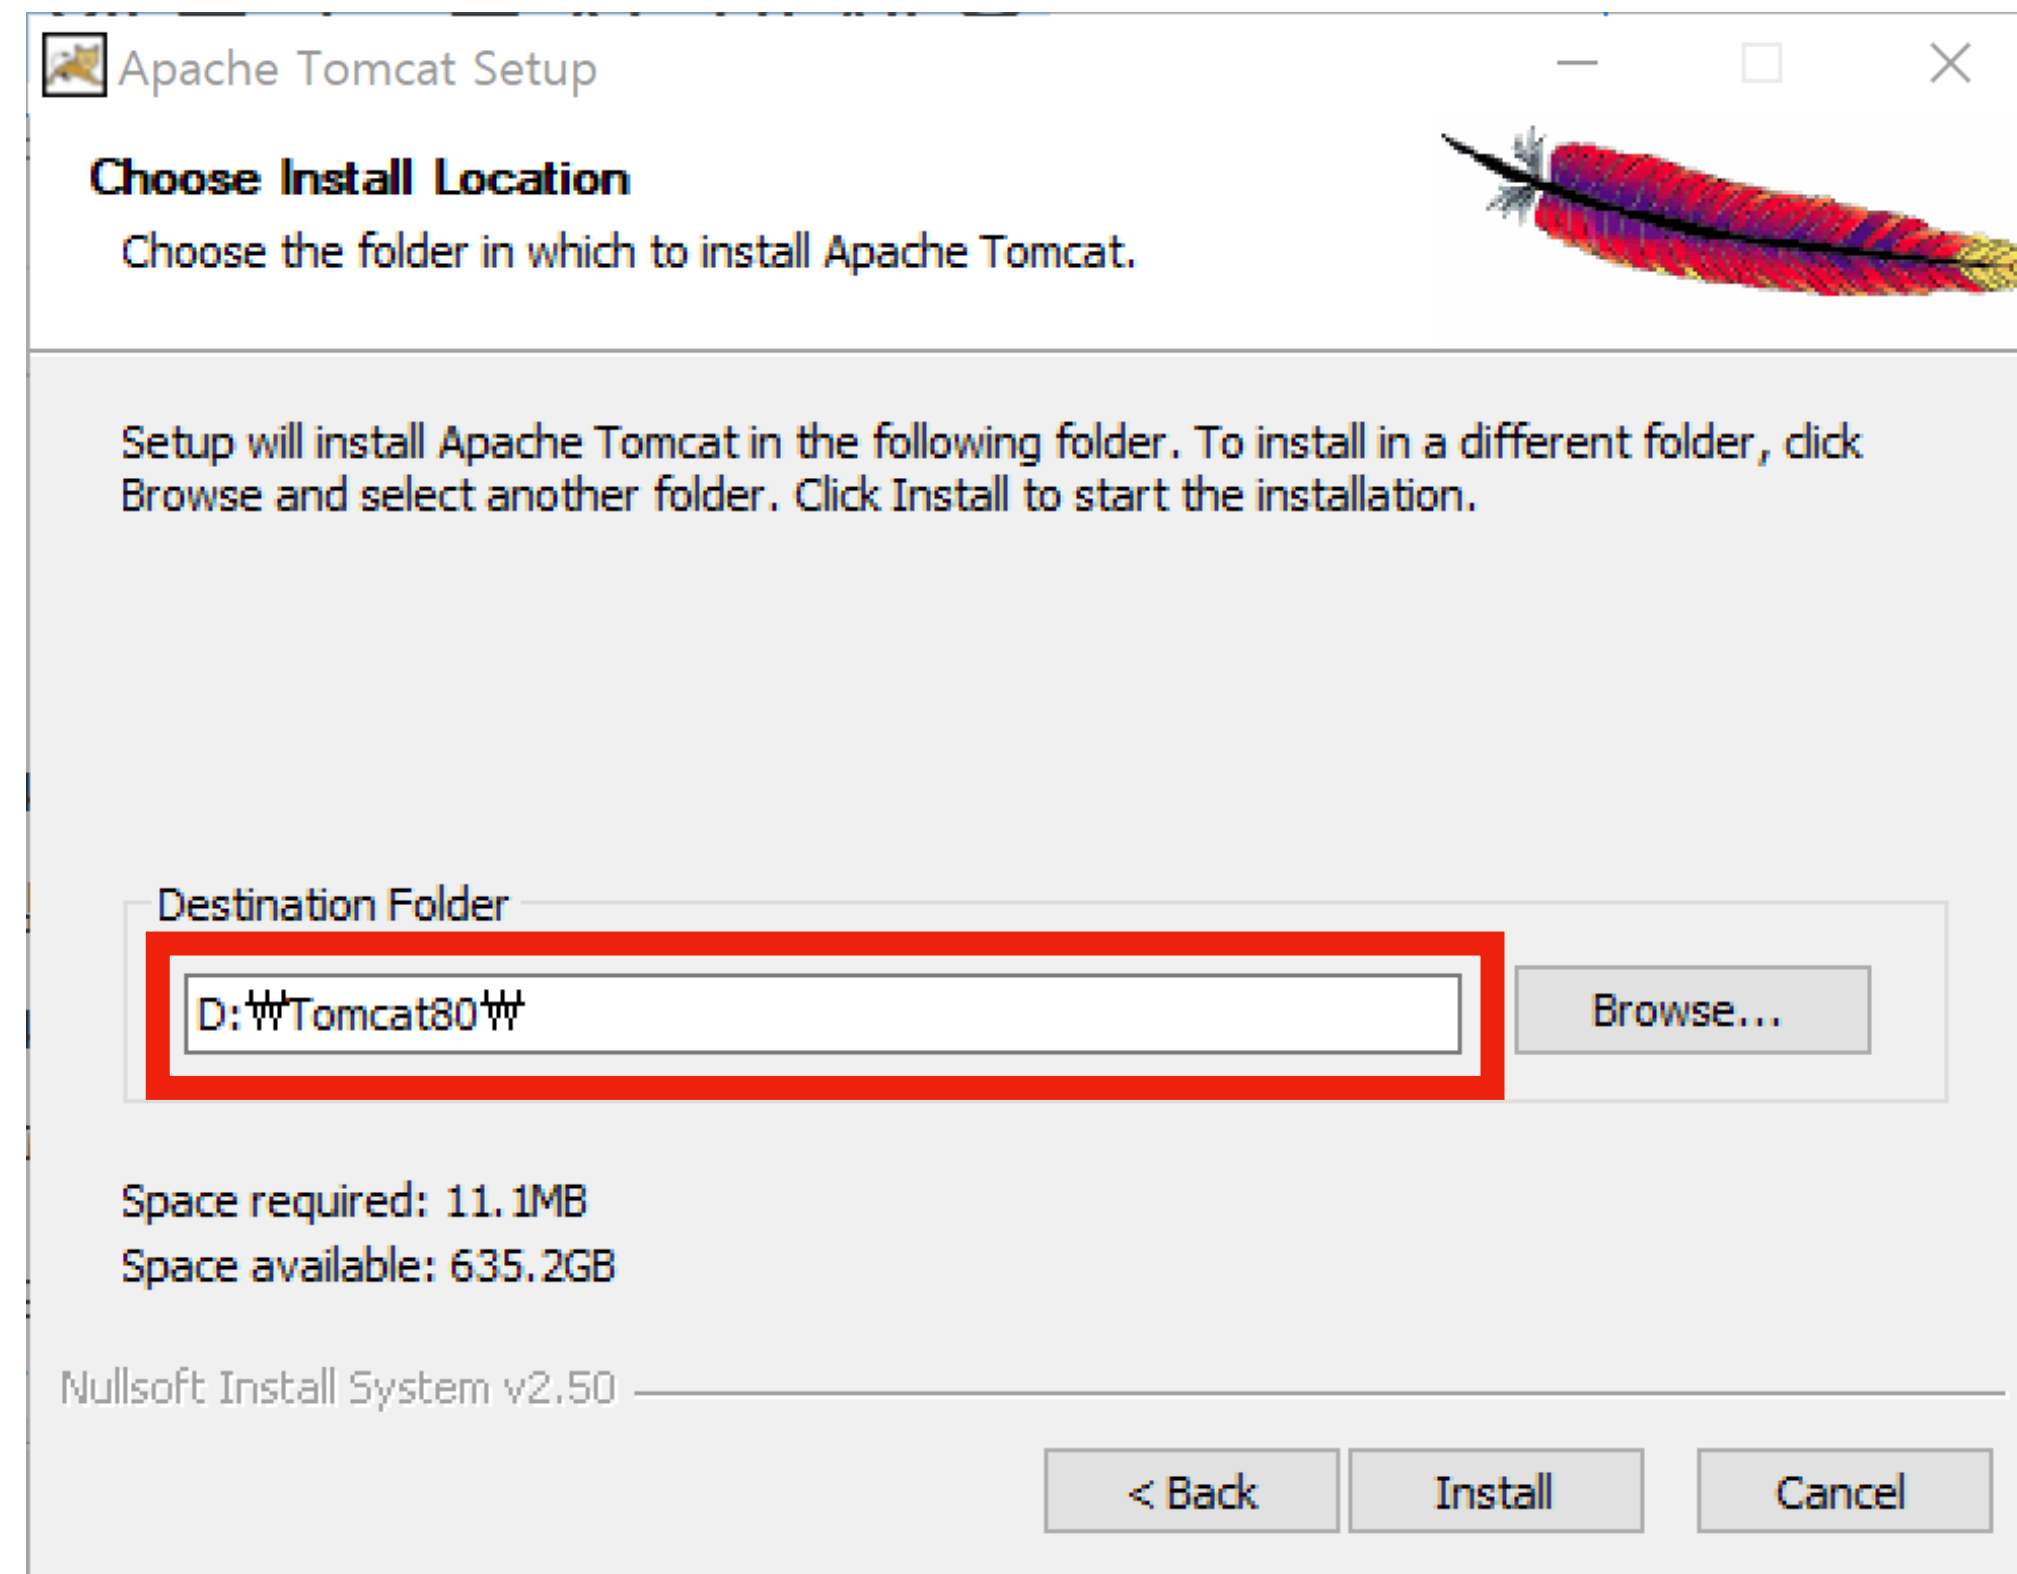 Apache Tomcat Setup
Choose Install Location
Choose the folder in which to install Apache Tomcat.
Setup will install Apache Tomcat in the following folder. To install in a different folder, click
Browse and select another folder. Click Install to start the installation.
Destination Folder
D:₩Tomcat80₩
Browse...
Space required: 11.1MB
Space available: 635.2GB
Nullsoft Install System v2.50
< Back
Install
Cancel